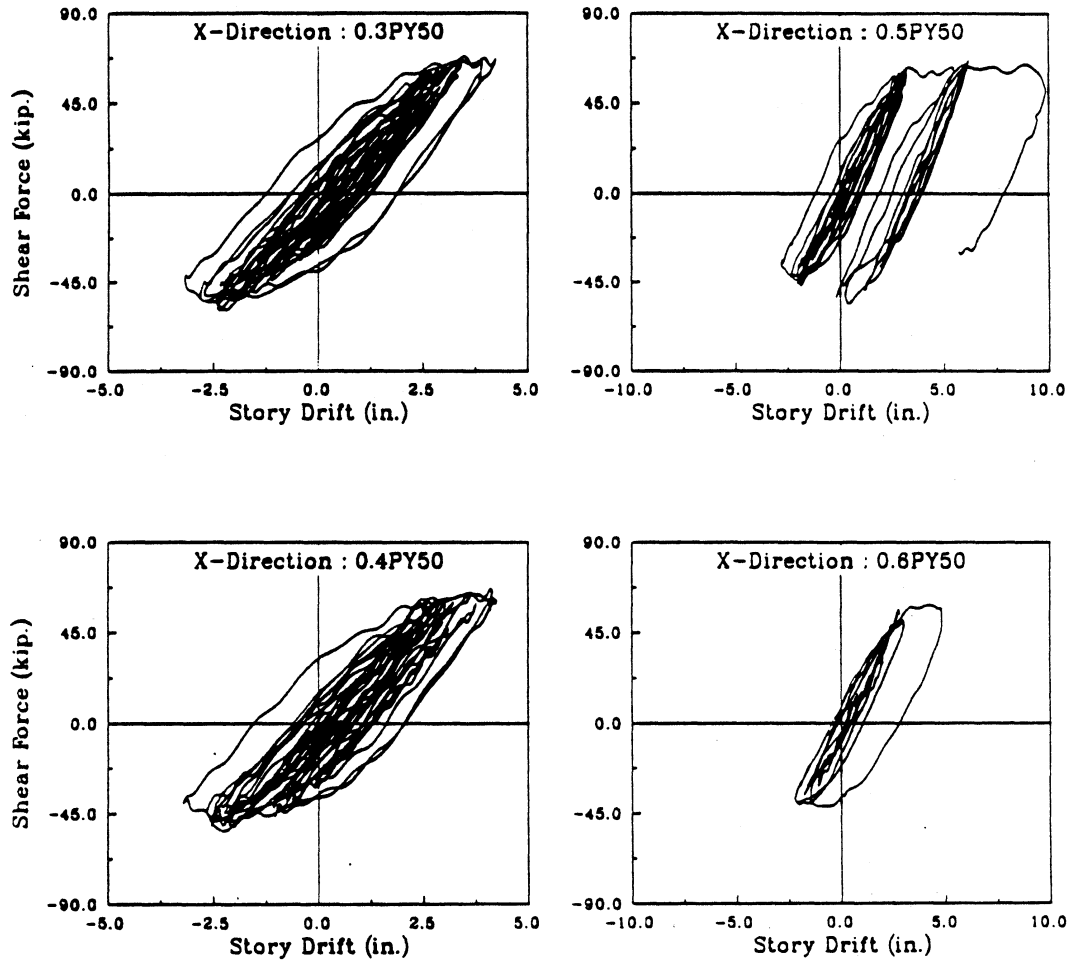 90.0
X-Direction : 0.3PY50
45.0
0.0
-45.0
-90.0
Shear Force (kip.)
-5.0 -2.5 0.0 2.5 5.0
Story Drift (in.)
90.0
X-Direction : 0.5PY50
45.0
0.0
-45.0
-90.0
-10.0 -5.0 0.0 5.0 10.0
Story Drift (in.)
90.0
X-Direction : 0.4PY50
45.0
0.0
-45.0
-90.0
Shear Force (kip.)
-5.0 -2.5 0.0 2.5 5.0
Story Drift (in.)
90.0
X-Direction : 0.6PY50
45.0
0.0
-45.0
-90.0
-10.0 -5.0 0.0 5.0 10.0
Story Drift (in.)